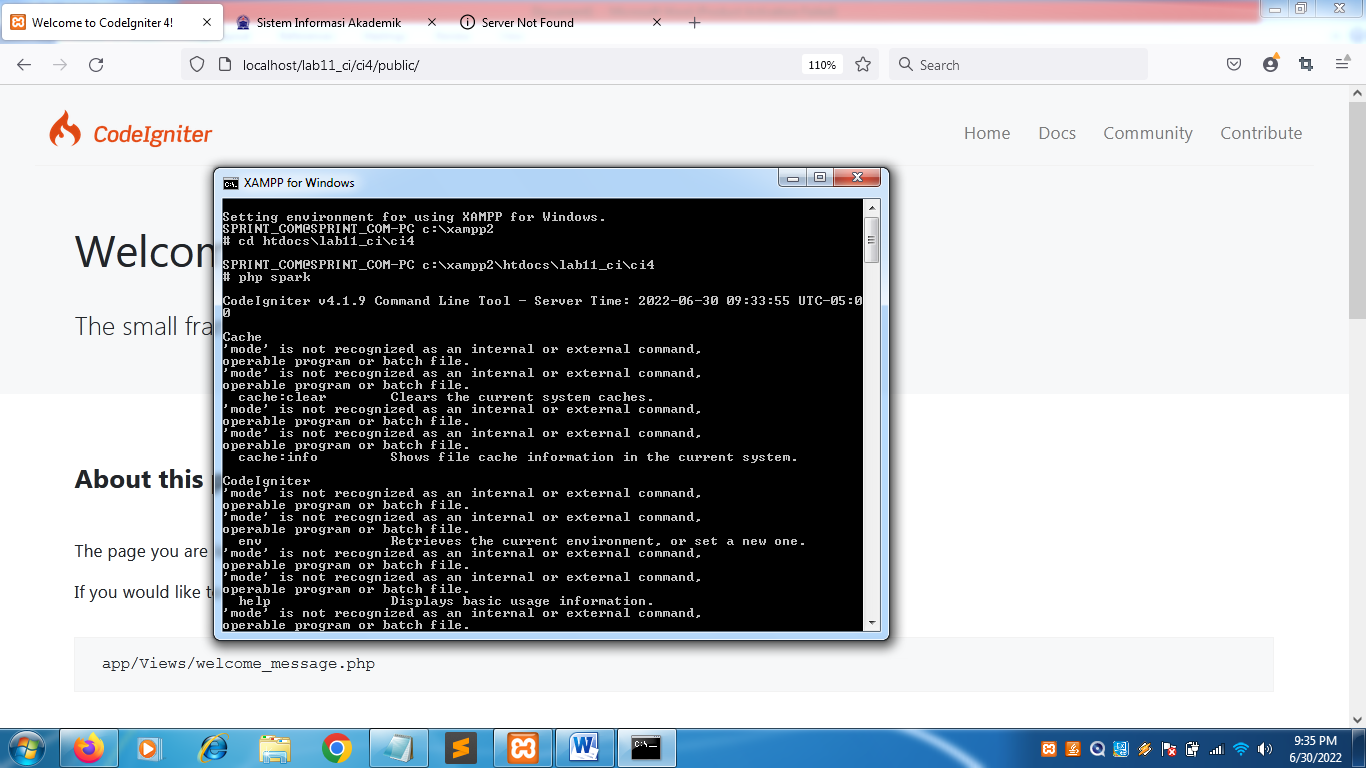 Welcome to CodeIgniter 4!
Sistem Informasi Akademik
Server Not Found
localhost/lab11_ci/ci4/public/
110%
Search
CodeIgniter
Home
Docs
Community
Contribute
Welcom
The small fra
About this
The page you are
If you would like t
app/Views/welcome_message.php
XAMPP for Windows
Setting environment for using XAMPP for Windows.
SPRINT_COM@SPRINT_COM-PC c:\xampp2
# cd htdocs\lab11_ci\ci4
SPRINT_COM@SPRINT_COM-PC c:\xampp2\htdocs\lab11_ci\ci4
# php spark
CodeIgniter v4.1.9 Command Line Tool - Server Time: 2022-06-30 09:33:55 UTC-05:0
0
Cache
'mode' is not recognized as an internal or external command,
operable program or batch file.
'mode' is not recognized as an internal or external command,
operable program or batch file.
cache:clear Clears the current system caches.
'mode' is not recognized as an internal or external command,
operable program or batch file.
'mode' is not recognized as an internal or external command,
operable program or batch file.
cache:info Shows file cache information in the current system.
CodeIgniter
'mode' is not recognized as an internal or external command,
operable program or batch file.
'mode' is not recognized as an internal or external command,
operable program or batch file.
env Retrieves the current environment, or set a new one.
'mode' is not recognized as an internal or external command,
operable program or batch file.
'mode' is not recognized as an internal or external command,
operable program or batch file.
help Displays basic usage information.
'mode' is not recognized as an internal or external command,
operable program or batch file.
9:35 PM
6/30/2022